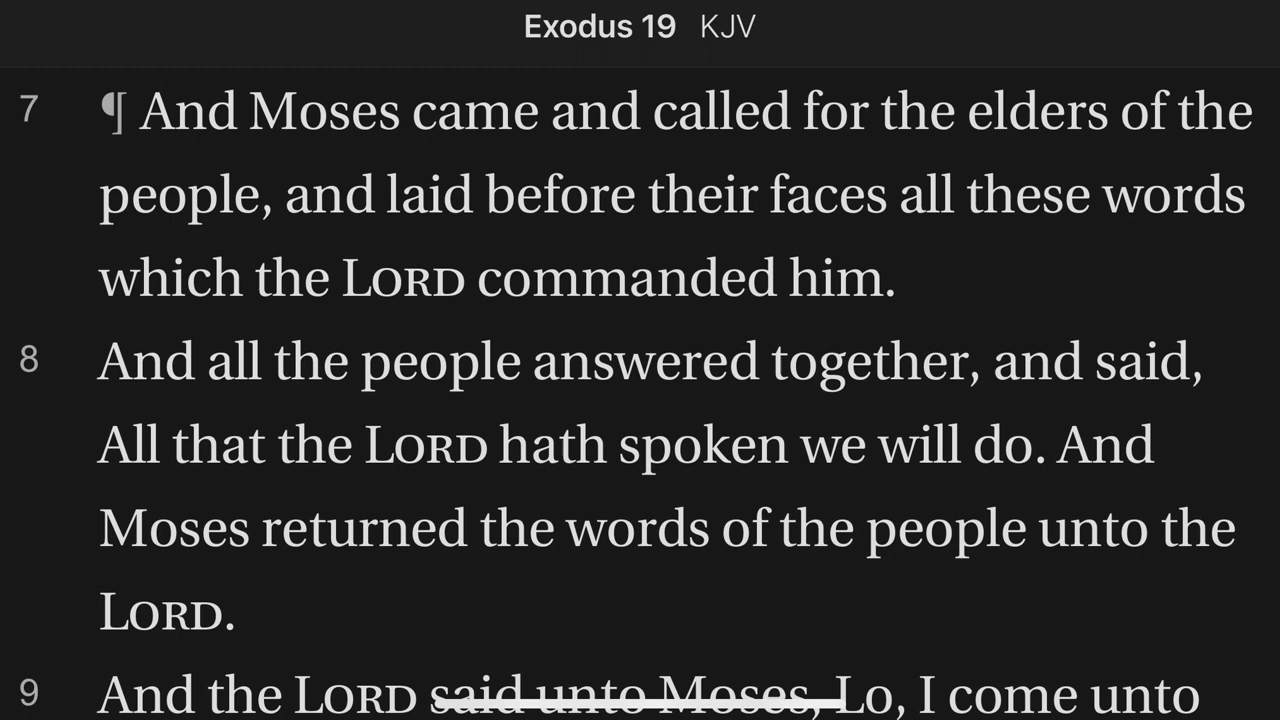 Exodus 19 KJV
7 ¶ And Moses came and called for the elders of the
people, and laid before their faces all these words
which the LORD commanded him.
8 And all the people answered together, and said,
All that the LORD hath spoken we will do. And
Moses returned the words of the people unto the
LORD.
9 And the LORD said unto Moses, Lo, I come unto